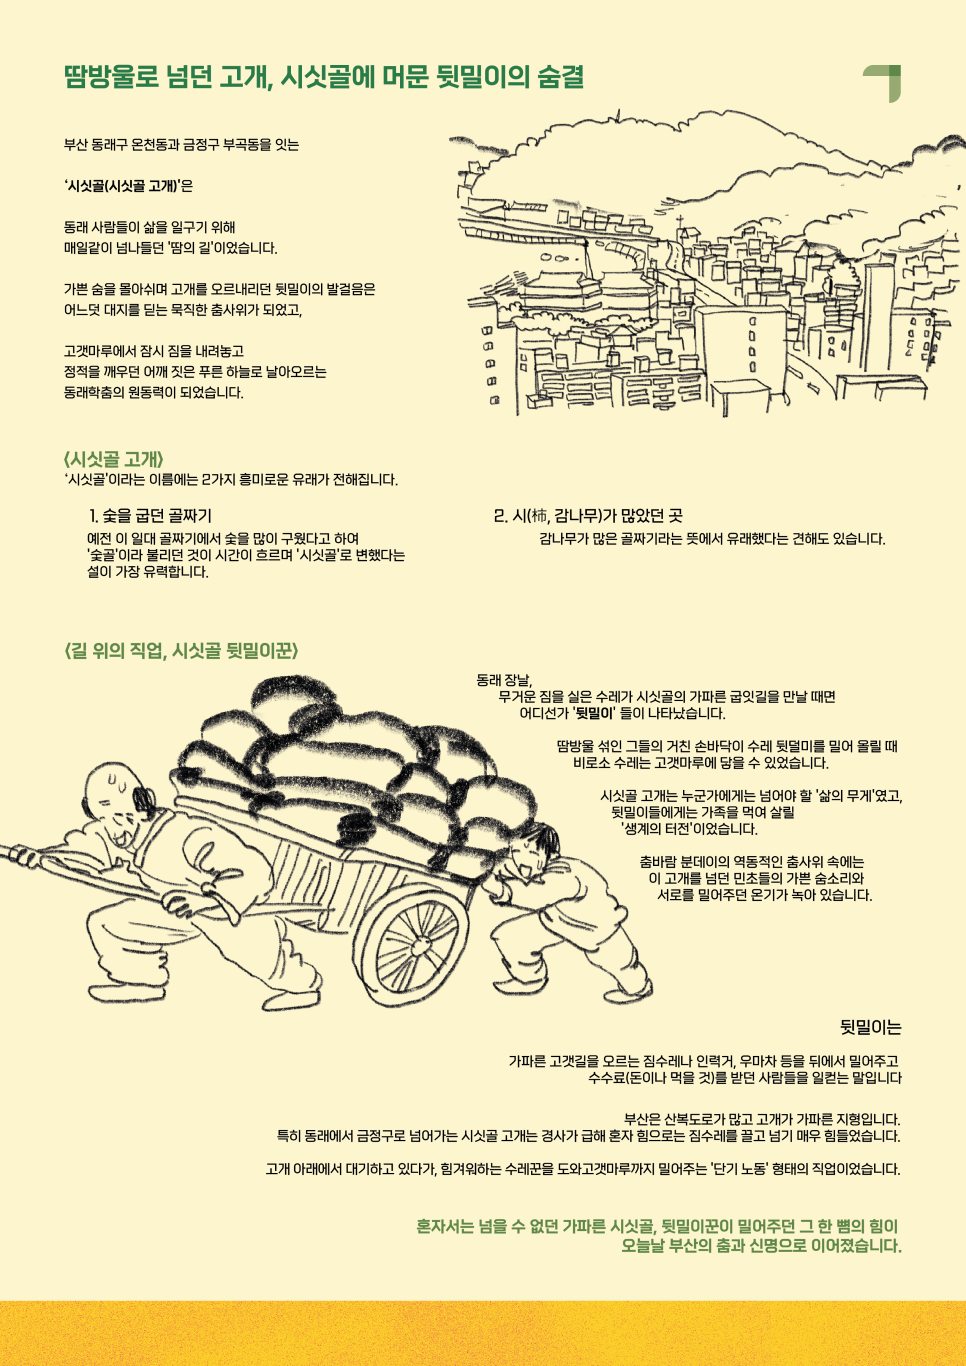 땀방울로 넘던 고개, 시싯골에 머문 뒷밀이의 숨결
부산 동래구 온천동과 금정구 부곡동을 잇는
'시싯골(시싯골 고개)'은
동래 사람들이 삶을 일구기 위해
매일같이 넘나들던 '땀의 길'이었습니다.
가쁜 숨을 몰아쉬며 고개를 오르내리던 뒷밀이의 발걸음은
어느덧 대지를 딛는 묵직한 춤사위가 되었고,
고갯마루에서 잠시 짐을 내려놓고
정적을 깨우던 어깨 짓은 푸른 하늘로 날아오르는
동래학춤의 원동력이 되었습니다.
〈시싯골 고개〉
'시싯골'이라는 이름에는 2가지 흥미로운 유래가 전해집니다.
1. 숯을 굽던 골짜기
예전 이 일대 골짜기에서 숯을 많이 구웠다고 하여
'숯골'이라 불리던 것이 시간이 흐르며 '시싯골'로 변했다는
설이 가장 유력합니다.
2. 시(柿, 감나무)가 많았던 곳
감나무가 많은 골짜기라는 뜻에서 유래했다는 견해도 있습니다.
〈길 위의 직업, 시싯골 뒷밀이꾼〉
동래 장날,
무거운 짐을 실은 수레가 시싯골의 가파른 굽잇길을 만날 때면
어디선가 '뒷밀이' 들이 나타났습니다.
땀방울 섞인 그들의 거친 손바닥이 수레 뒷덜미를 밀어 올릴 때
비로소 수레는 고갯마루에 닿을 수 있었습니다.
시싯골 고개는 누군가에게는 넘어야 할 '삶의 무게'였고,
뒷밀이들에게는 가족을 먹여 살릴
'생계의 터전'이었습니다.
춤바람 분데이의 역동적인 춤사위 속에는
이 고개를 넘던 민초들의 가쁜 숨소리와
서로를 밀어주던 온기가 녹아 있습니다.
뒷밀이는
가파른 고갯길을 오르는 짐수레나 인력거, 우마차 등을 뒤에서 밀어주고
수수료(돈이나 먹을 것)를 받던 사람들을 일컫는 말입니다
부산은 산복도로가 많고 고개가 가파른 지형입니다.
특히 동래에서 금정구로 넘어가는 시싯골 고개는 경사가 급해 혼자 힘으로는 짐수레를 끌고 넘기 매우 힘들었습니다.
고개 아래에서 대기하고 있다가, 힘겨워하는 수레꾼을 도와고갯마루까지 밀어주는 '단기 노동' 형태의 직업이었습니다.
혼자서는 넘을 수 없던 가파른 시싯골, 뒷밀이꾼이 밀어주던 그 한 뼘의 힘이
오늘날 부산의 춤과 신명으로 이어졌습니다.